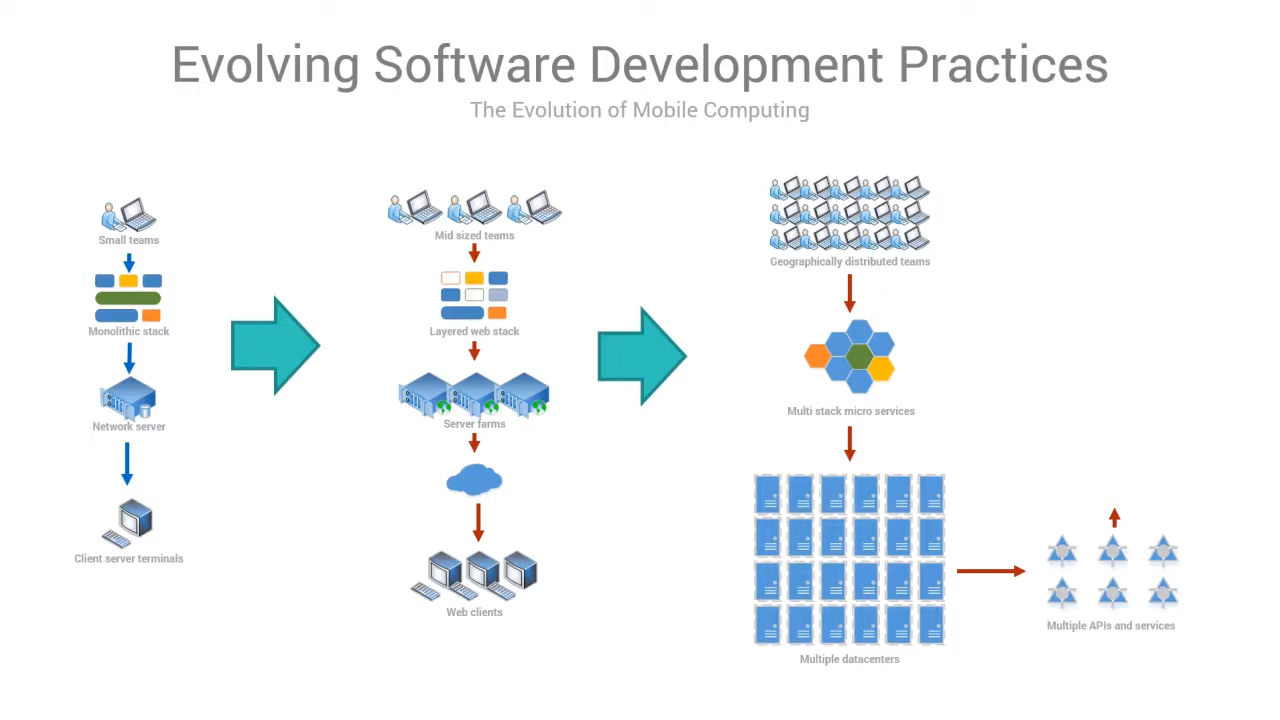 Evolving Software Development Practices
The Evolution of Mobile Computing
Small teams
Monolithic stack
Network server
Client server terminals
Mid sized teams
Layered web stack
Server farms
Web clients
Geographically distributed teams
Multi stack micro services
Multiple datacenters
Multiple APIs and services